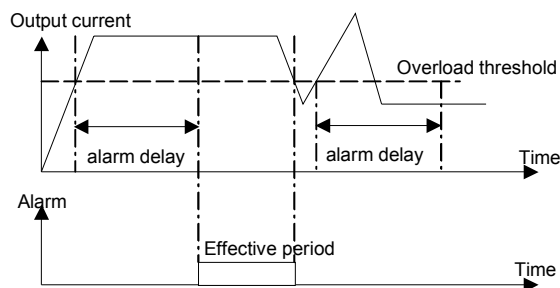 Output current
Overload threshold
alarm delay
alarm delay
Time
Alarm
Effective period
Time